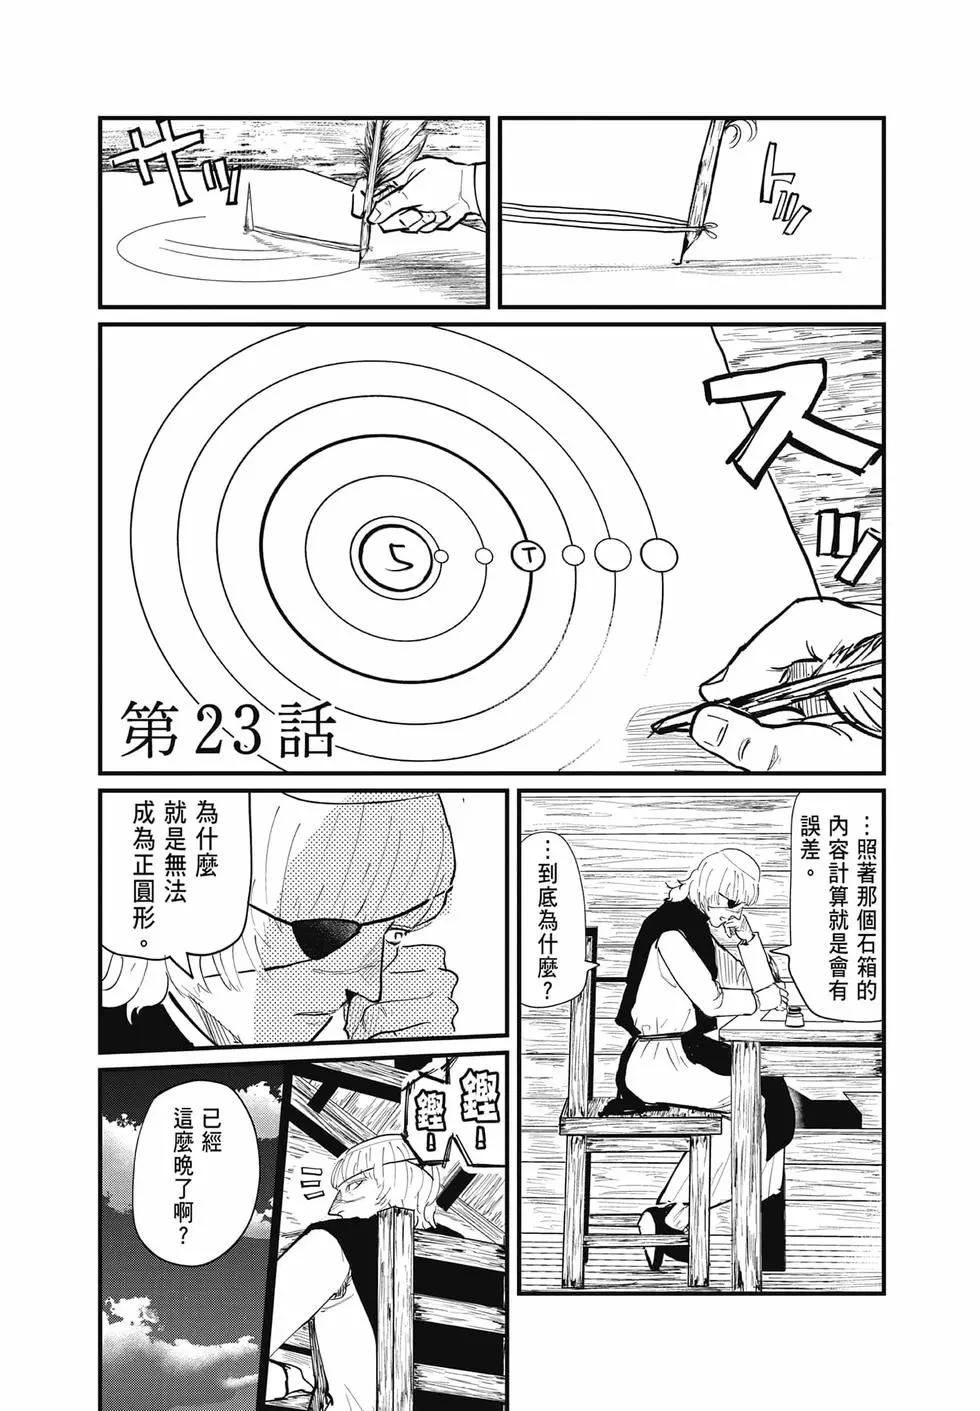 トッ
ザッ
スッ
S
T
第23話
…照著那個石箱的
內容計算就是會有
誤差。
…到底為什麼？
為什麼
就是無法
成為正圓形。
鏗！
鏗！
已經
這麼晚了啊？